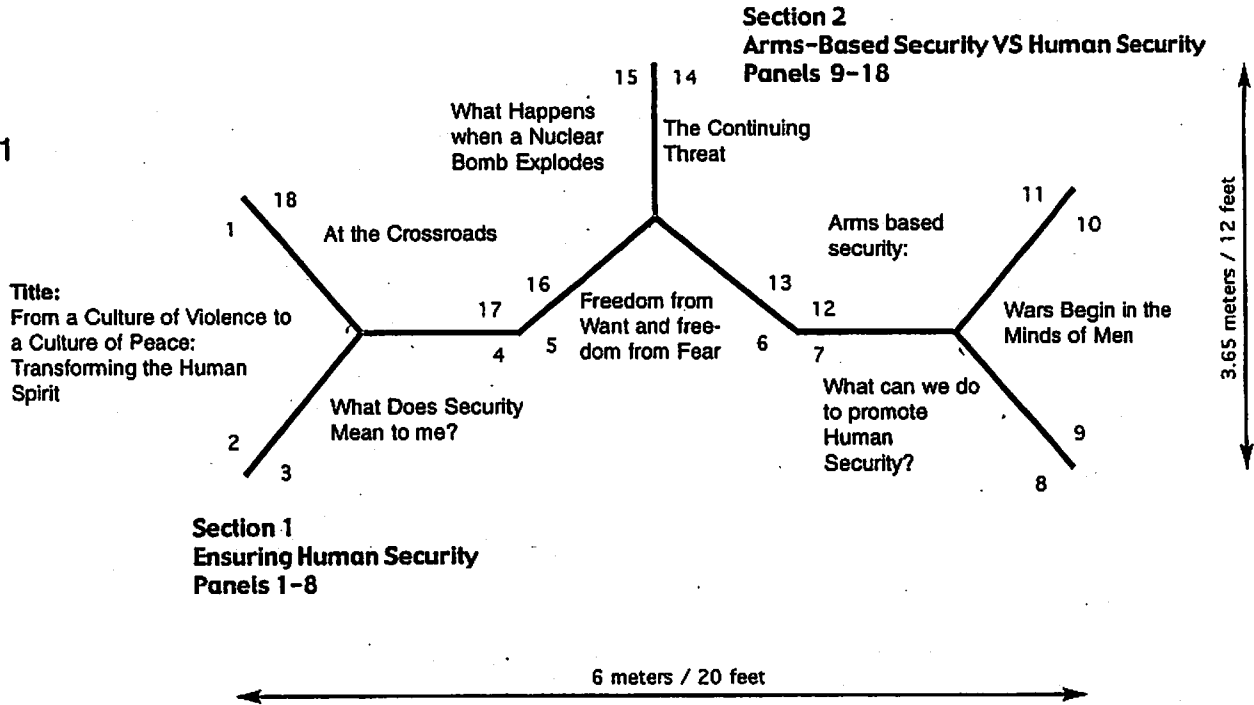 Section 2
Arms-Based Security VS Human Security
Panels 9-18
15 14
What Happens
when a Nuclear
Bomb Explodes
The Continuing
Threat
1
18
1
At the Crossroads
11
10
Arms based
security:
3.65 meters / 12 feet
Title:
From a Culture of Violence to
a Culture of Peace:
Transforming the Human
Spirit
16
17
4
5
Freedom from
Want and free-
dom from Fear
13
12
6
7
Wars Begin in the
Minds of Men
What Does Security
Mean to me?
2
3
What can we do
to promote
Human
Security?
9
8
Section 1
Ensuring Human Security
Panels 1-8
6 meters / 20 feet